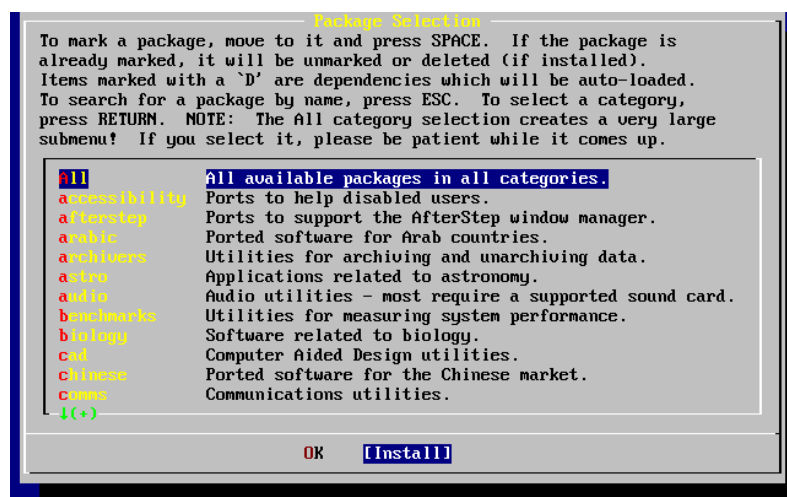 Package Selection
To mark a package, move to it and press SPACE.  If the package is
already marked, it will be unmarked or deleted (if installed).
Items marked with a `D' are dependencies which will be auto-loaded.
To search for a package by name, press ESC.  To select a category,
press RETURN.  NOTE:  The All category selection creates a very large
submenu!  If you select it, please be patient while it comes up.
All All available packages in all categories.
accessibility Ports to help disabled users.
afterstep Ports to support the AfterStep window manager.
arabic Ported software for Arab countries.
archivers Utilities for archiving and unarchiving data.
astro Applications related to astronomy.
audio Audio utilities - most require a supported sound card.
benchmarks Utilities for measuring system performance.
biology Software related to biology.
cad Computer Aided Design utilities.
chinese Ported software for the Chinese market.
comms Communications utilities.
↓(+)
OK [Install]